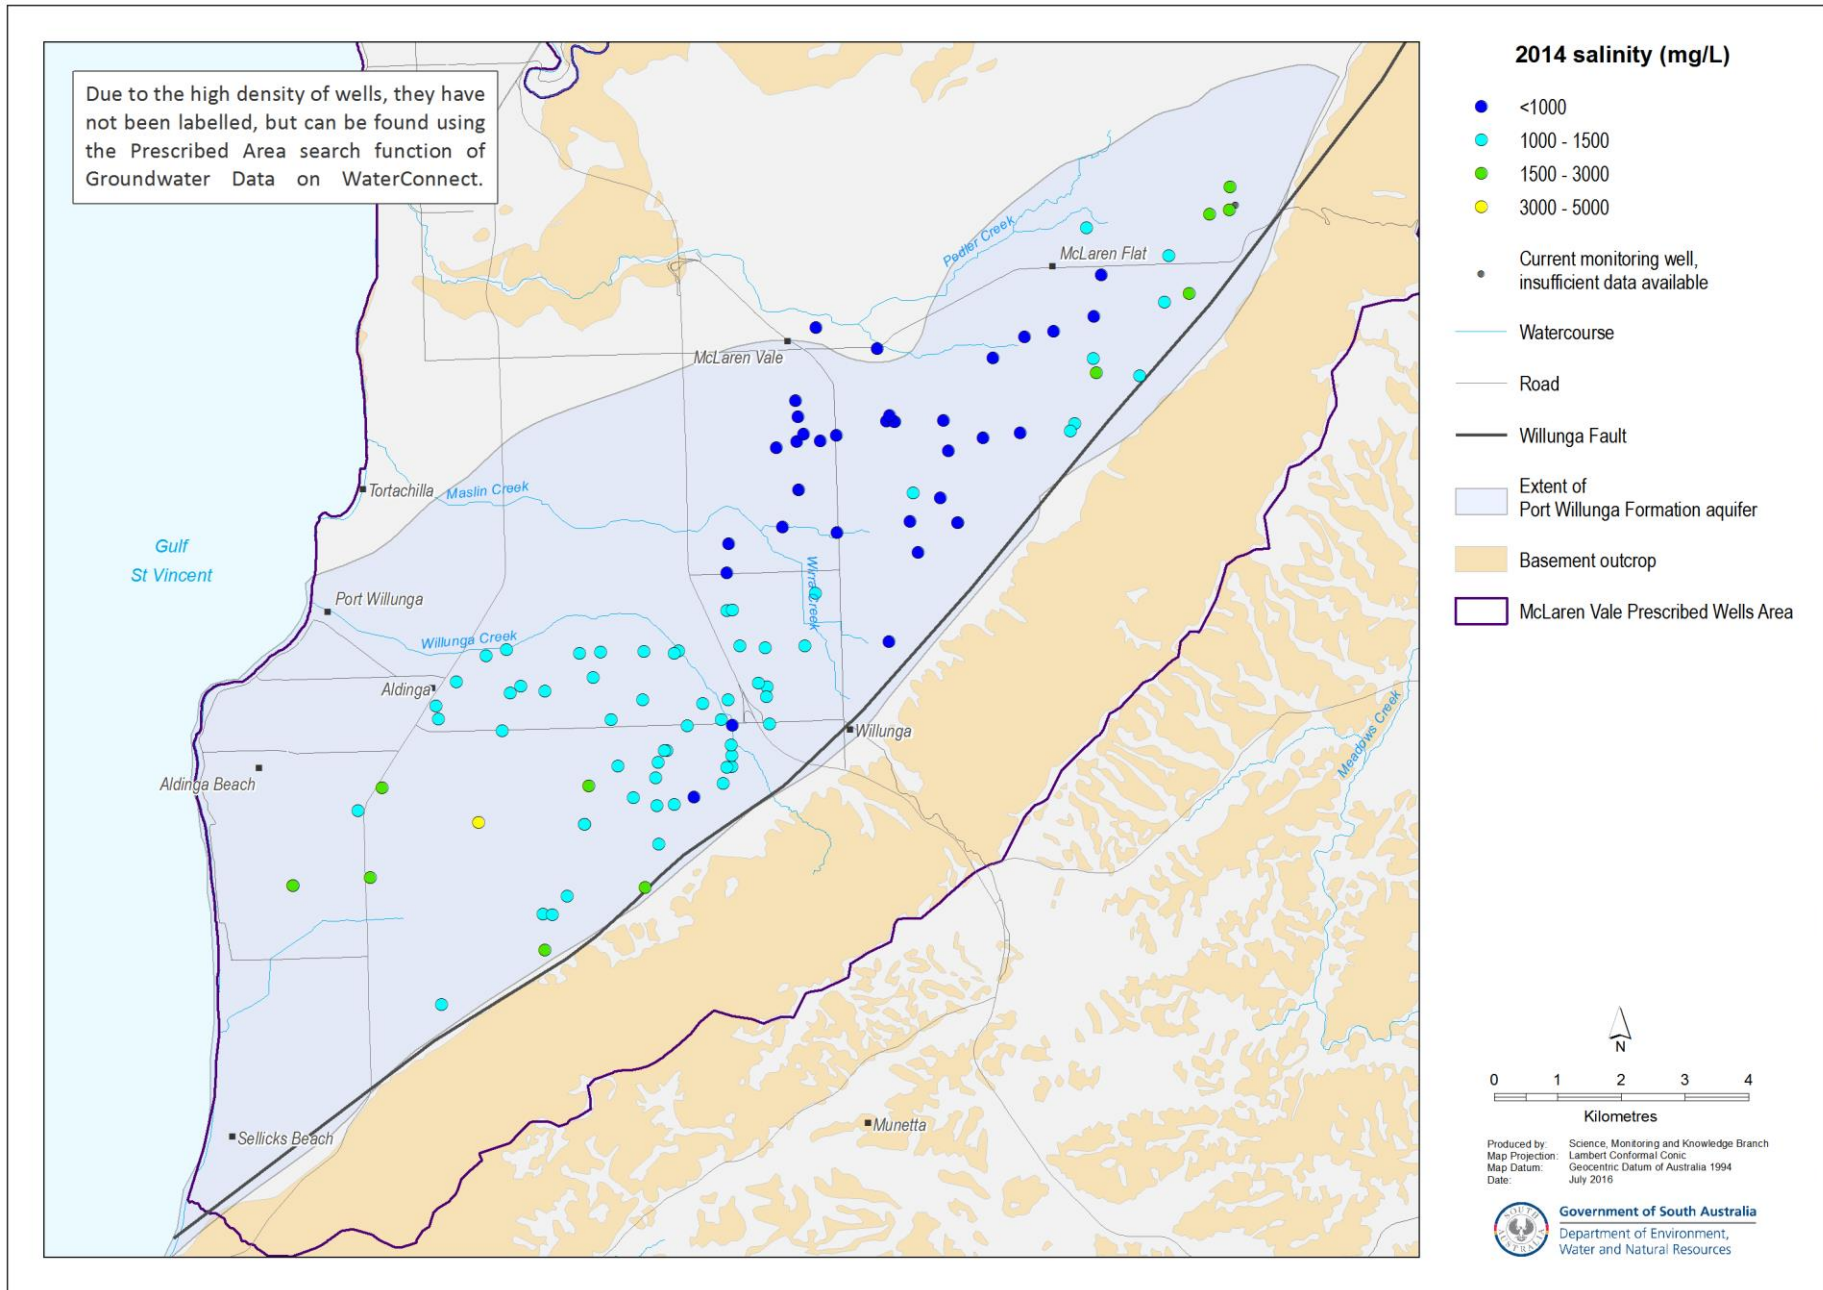 Due to the high density of wells, they have
not been labelled, but can be found using
the Prescribed Area search function of
Groundwater Data on WaterConnect.
Pedler Creek
McLaren Flat
McLaren Vale
Tortachilla
Maslin Creek
Gulf
St Vincent
Wirra Creek
Port Willunga
Willunga Creek
Aldinga
Willunga
Meadows Creek
Aldinga Beach
Munetta
Sellicks Beach
2014 salinity (mg/L)
<1000
1000 - 1500
1500 - 3000
3000 - 5000
Current monitoring well,
insufficient data available
Watercourse
Road
Willunga Fault
Extent of
Port Willunga Formation aquifer
Basement outcrop
McLaren Vale Prescribed Wells Area
N
0 1 2 3 4
Kilometres
Produced by: Science, Monitoring and Knowledge Branch
Map Projection: Lambert Conformal Conic
Map Datum: Geocentric Datum of Australia 1994
Date: July 2016
SOUTH AUSTRALIA
Government of South Australia
Department of Environment,
Water and Natural Resources